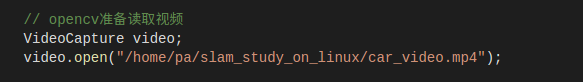 // opencv准备读取视频
VideoCapture video;
video.open("/home/pa/slam_study_on_linux/car_video.mp4");